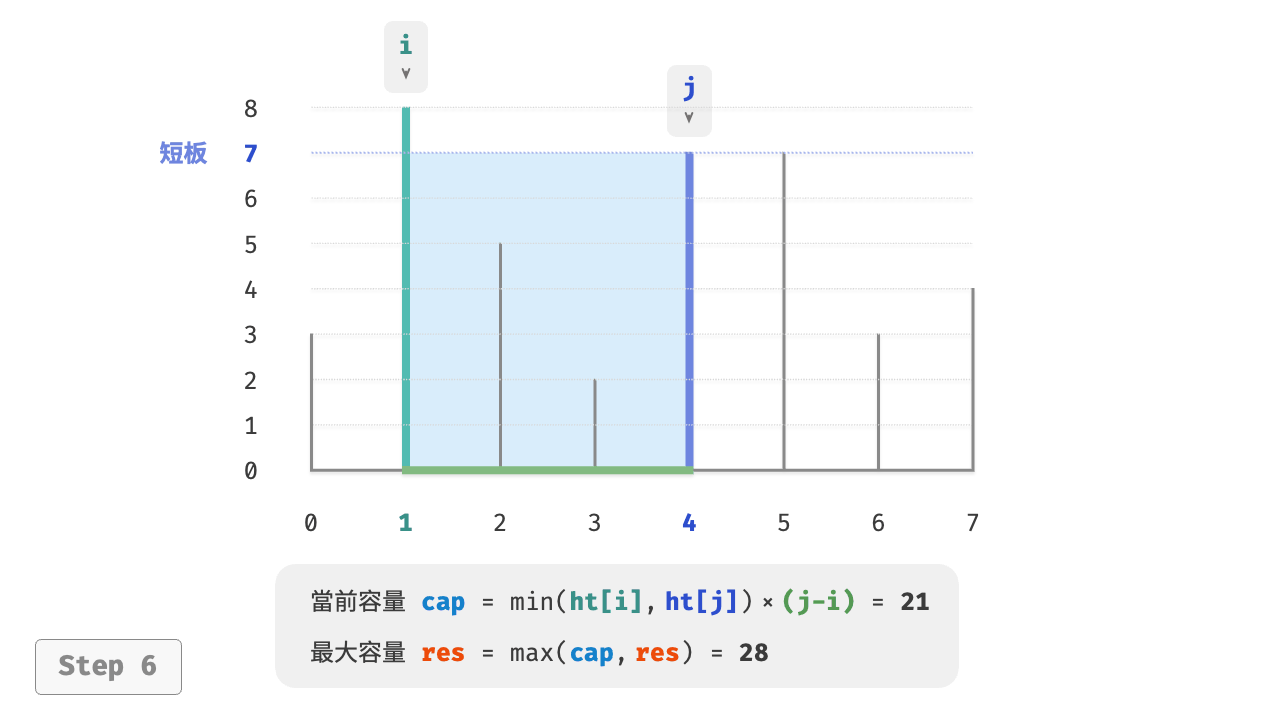 i
j
8
短板 7
6
5
4
3
2
1
0
0 1 2 3 4 5 6 7
當前容量 cap = min(ht[i], ht[j]) × (j-i) = 21
最大容量 res = max(cap, res) = 28
Step 6